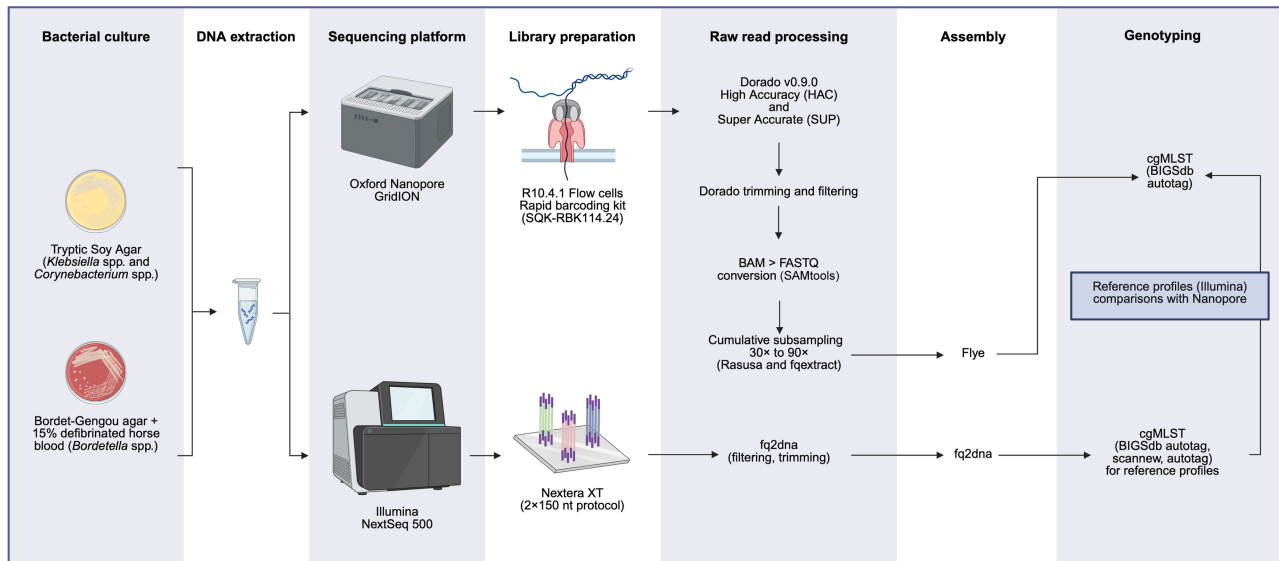 Bacterial culture
DNA extraction
Sequencing platform
Library preparation
Raw read processing
Assembly
Genotyping
Tryptic Soy Agar
(Klebsiella spp. and
Corynebacterium spp.)
Bordet-Gengou agar +
15% defibrinated horse
blood (Bordetella spp.)
Oxford Nanopore
GridION
R10.4.1 Flow cells
Rapid barcoding kit
(SQK-RBK114.24)
Dorado v0.9.0
High Accuracy (HAC)
and
Super Accurate (SUP)
Dorado trimming and filtering
BAM > FASTQ
conversion (SAMtools)
Cumulative subsampling
30× to 90×
(Rasusa and fqextract)
Flye
cgMLST
(BIGSdb
autotag)
Reference profiles (Illumina)
comparisons with Nanopore
Illumina
NextSeq 500
Nextera XT
(2×150 nt protocol)
fq2dna
(filtering, trimming)
fq2dna
cgMLST
(BIGSdb autotag,
scannew, autotag)
for reference profiles